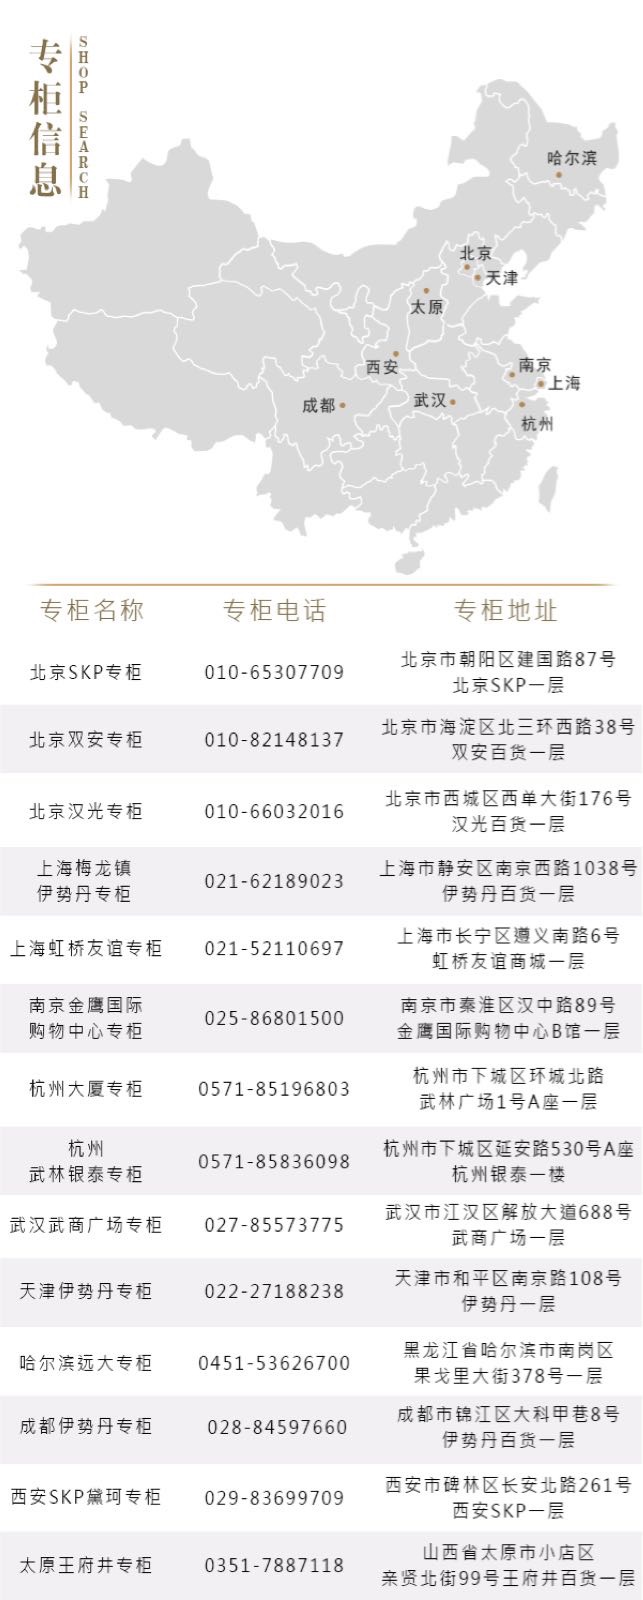 专柜信息
SHOP SEARCH
哈尔滨
北京
天津
太原
西安
南京
上海
成都
武汉
杭州
专柜名称 专柜电话 专柜地址
北京SKP专柜 010-65307709 北京市朝阳区建国路87号
北京SKP一层
北京双安专柜 010-82148137 北京市海淀区北三环西路38号
双安百货一层
北京汉光专柜 010-66032016 北京市西城区西单大街176号
汉光百货一层
上海梅龙镇
伊势丹专柜 021-62189023 上海市静安区南京西路1038号
伊势丹百货一层
上海虹桥友谊专柜 021-52110697 上海市长宁区遵义南路6号
虹桥友谊商城一层
南京金鹰国际
购物中心专柜 025-86801500 南京市秦淮区汉中路89号
金鹰国际购物中心B馆一层
杭州大厦专柜 0571-85196803 杭州市下城区环城北路
武林广场1号A座一层
杭州
武林银泰专柜 0571-85836098 杭州市下城区延安路530号A座
杭州银泰一楼
武汉武商广场专柜 027-85573775 武汉市江汉区解放大道688号
武商广场一层
天津伊势丹专柜 022-27188238 天津市和平区南京路108号
伊势丹一层
哈尔滨远大专柜 0451-53626700 黑龙江省哈尔滨市南岗区
果戈里大街378号一层
成都伊势丹专柜 028-84597660 成都市锦江区大科甲巷8号
伊势丹百货一层
西安SKP黛珂专柜 029-83699709 西安市碑林区长安北路261号
西安SKP一层
太原王府井专柜 0351-7887118 山西省太原市小店区
亲贤北街99号王府井百货一层